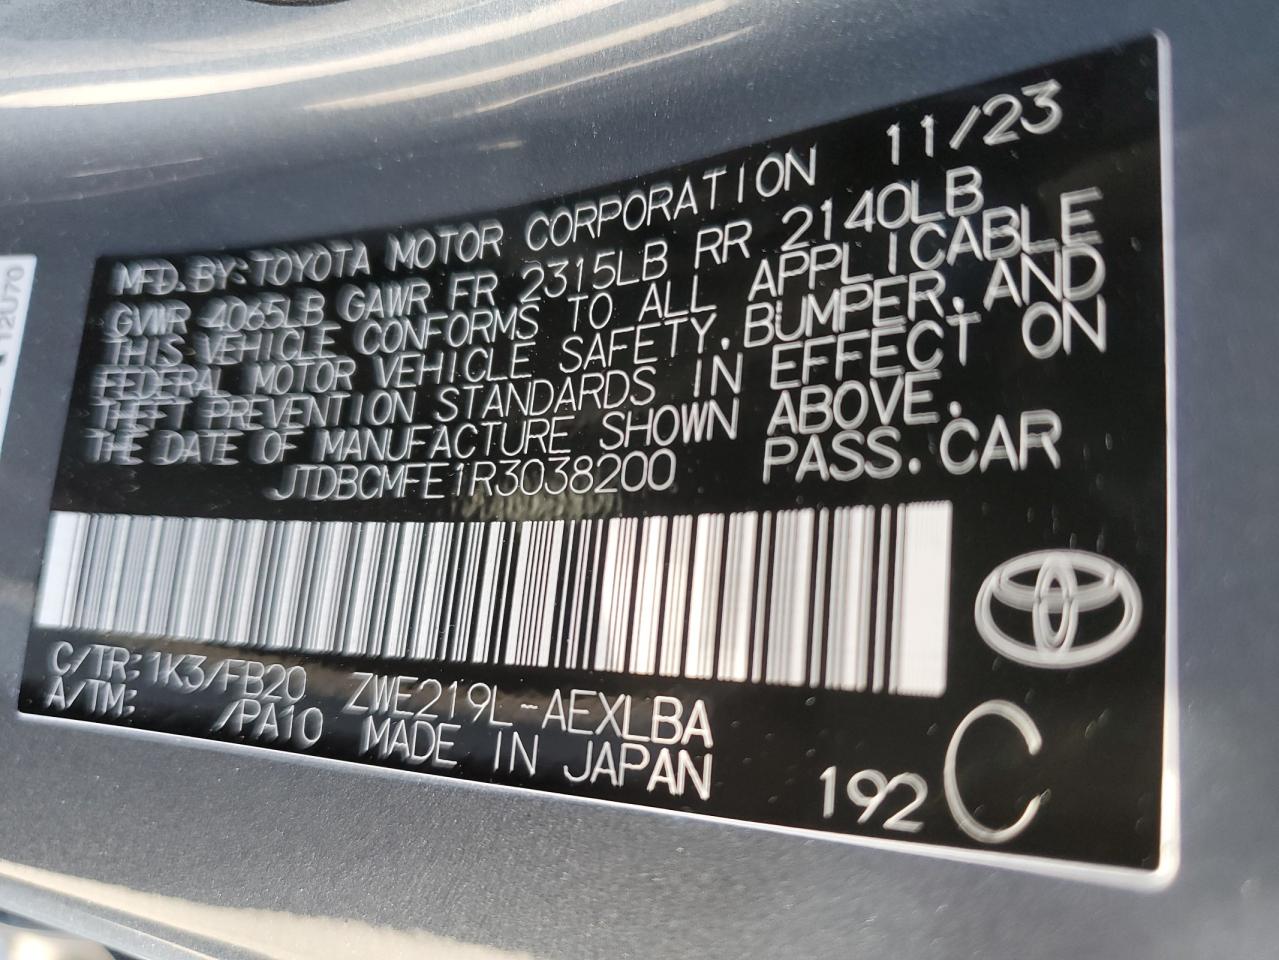 MFD.BY:TOYOTA MOTOR CORPORATION 11/23
GVWR 4065LB GAWR FR 2315LB RR 2140LB
THIS VEHICLE CONFORMS TO ALL APPLICABLE
FEDERAL MOTOR VEHICLE SAFETY,BUMPER,AND
THEFT PREVENTION STANDARDS IN EFFECT ON
THE DATE OF MANUFACTURE SHOWN ABOVE.
JTDBCMFE1R3038200 PASS.CAR
C/TR:1K3/FB20 ZWE219L-AEXLBA
A/TM: /PA10 MADE IN JAPAN
192 C
12U70